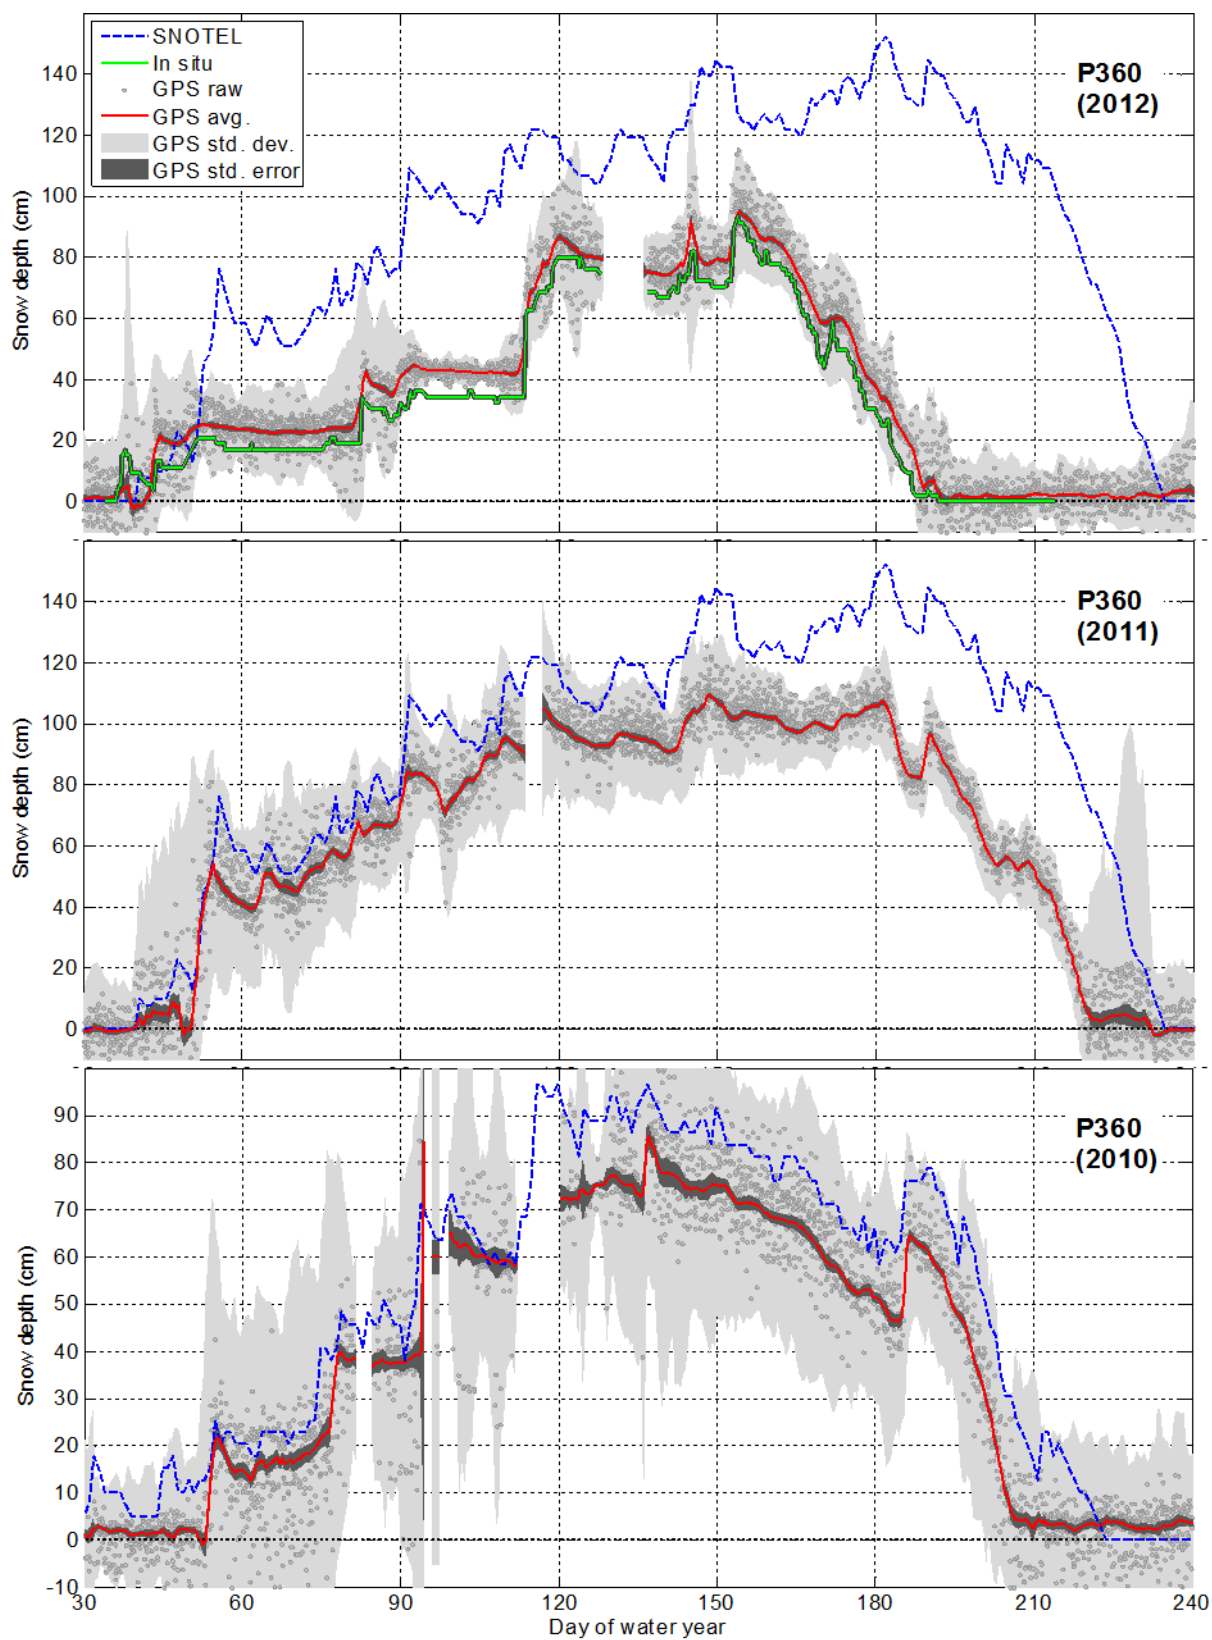 SNOTEL
In situ
GPS raw
GPS avg.
GPS std. dev.
GPS std. error
P360
(2012)
Snow depth (cm)
140
120
100
80
60
40
20
0
P360
(2011)
Snow depth (cm)
140
120
100
80
60
40
20
0
P360
(2010)
Snow depth (cm)
90
80
70
60
50
40
30
20
10
0
-10
30 60 90 120 150 180 210 240
Day of water year